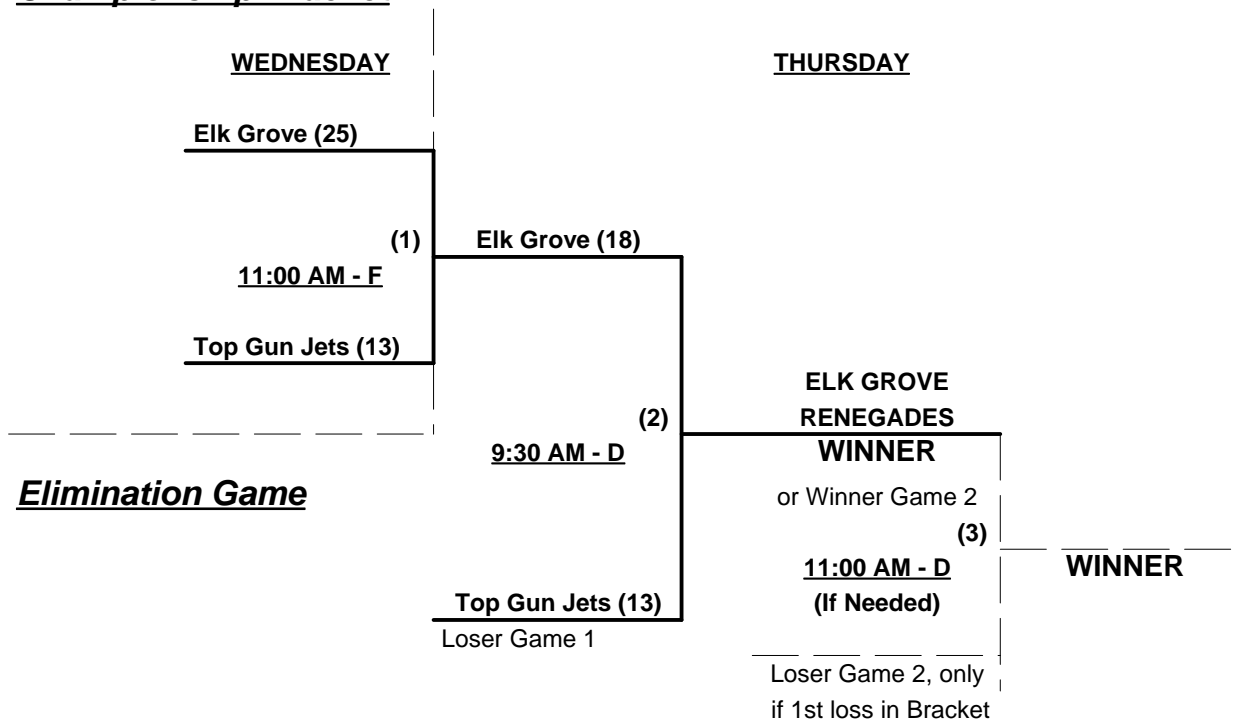 WEDNESDAY
THURSDAY
Elk Grove (25)
(1)
Elk Grove (18)
11:00 AM - F
Top Gun Jets (13)
ELK GROVE
RENEGADES
(2)
9:30 AM - D
WINNER
Elimination Game
or Winner Game 2
(3)
11:00 AM - D
WINNER
(If Needed)
Top Gun Jets (13)
Loser Game 1
Loser Game 2, only
if 1st loss in Bracket